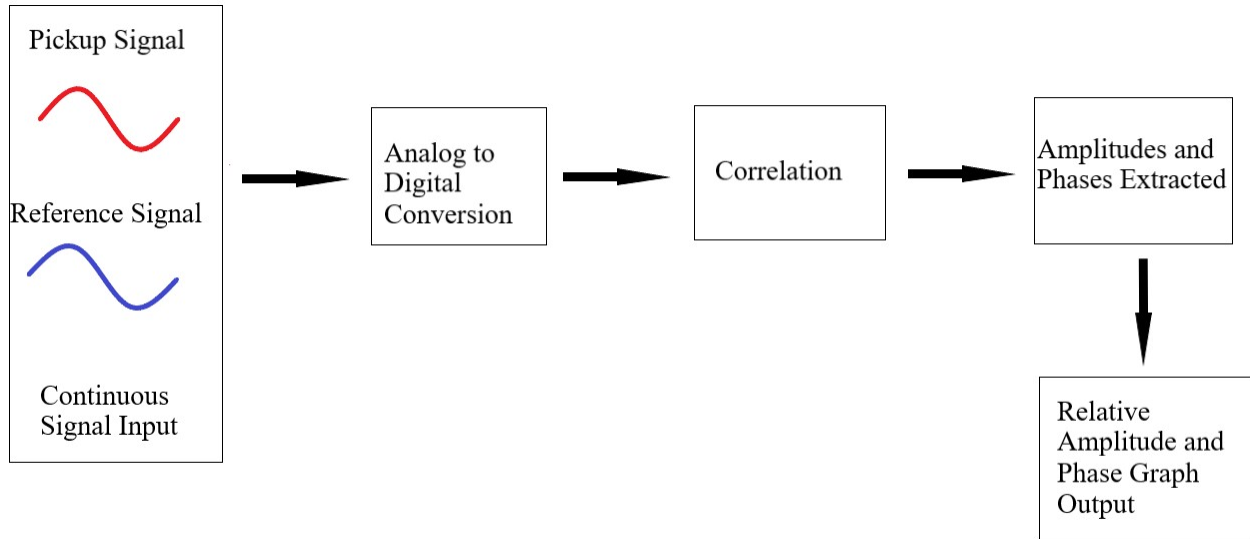 Pickup Signal
Reference Signal
Continuous
Signal Input
Analog to
Digital
Conversion
Correlation
Amplitudes and
Phases Extracted
Relative
Amplitude and
Phase Graph
Output